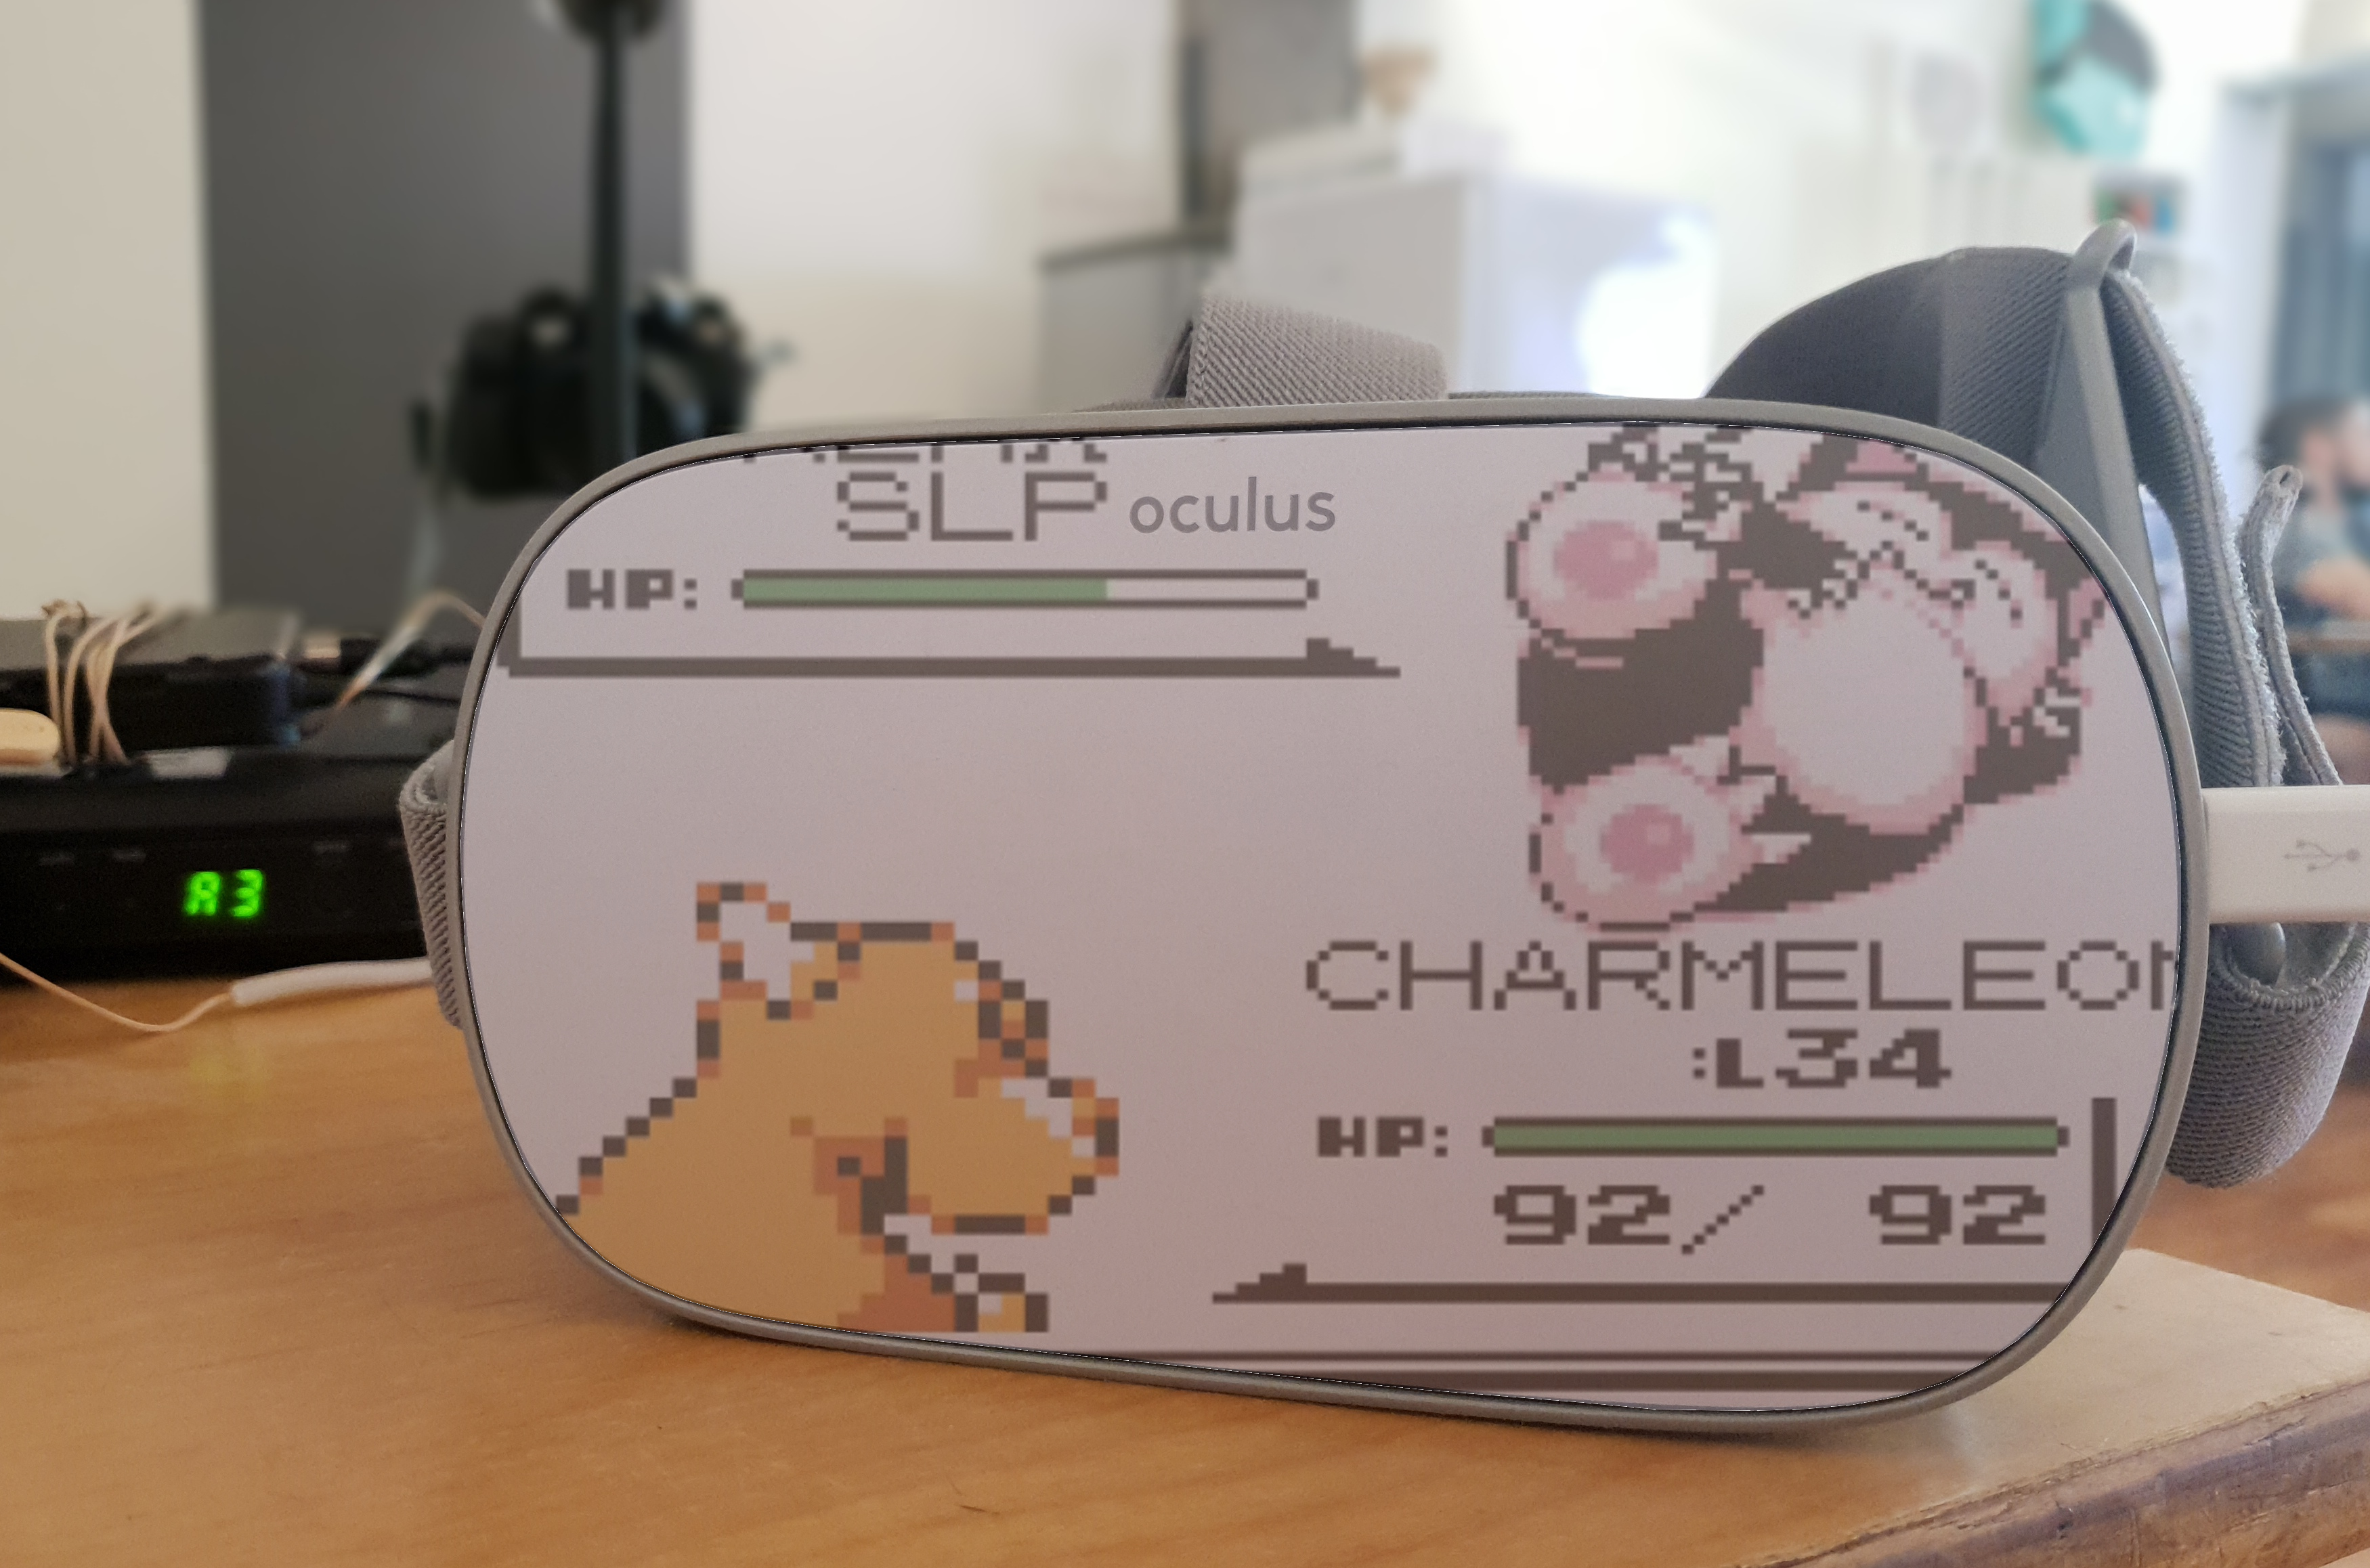 SLP
oculus
HP:
A3
CHARMELEON
:L34
HP:
92/ 92